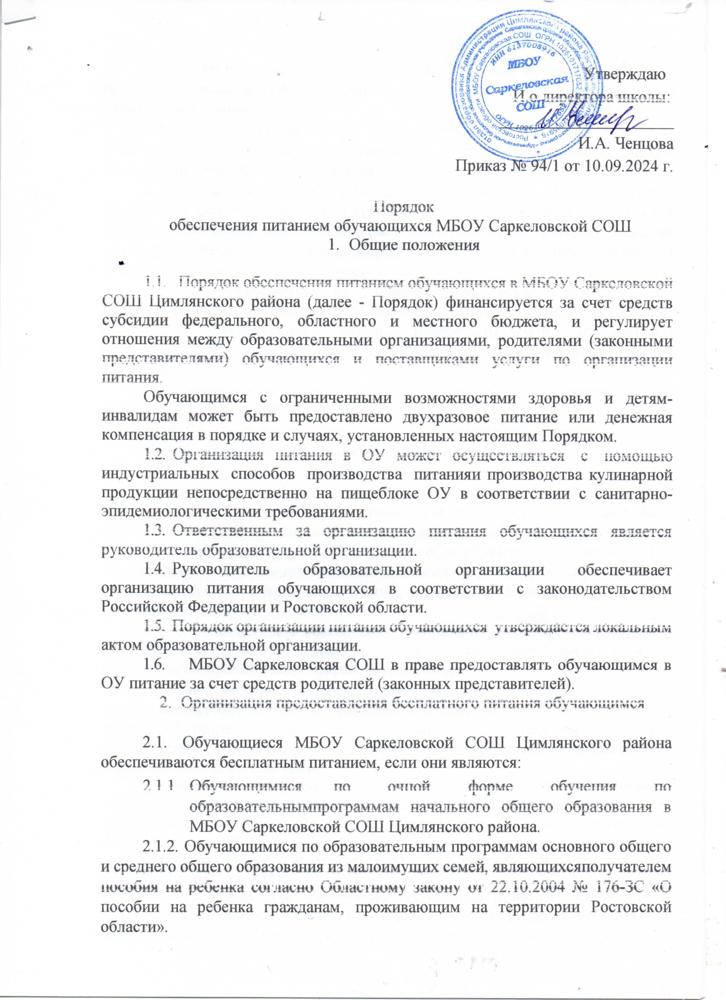 Утверждаю
И.о директора школы:
МБОУ
Саркеловская
СОШ
ИНН 6137005916
ОГРН 1026101717652
И.А. Ченцова
Приказ № 94/1 от 10.09.2024 г.
Порядок
обеспечения питанием обучающихся МБОУ Саркеловской СОШ
1. Общие положения
1.1. Порядок обеспечения питанием обучающихся в МБОУ Саркеловской
СОШ Цимлянского района (далее - Порядок) финансируется за счет средств
субсидии федерального, областного и местного бюджета, и регулирует
отношения между образовательными организациями, родителями (законными
представителями) обучающихся и поставщиками услуги по организации
питания.
Обучающимся с ограниченными возможностями здоровья и детям-
инвалидам может быть предоставлено двухразовое питание или денежная
компенсация в порядке и случаях, установленных настоящим Порядком.
1.2. Организация питания в ОУ может осуществляться с помощью
индустриальных способов производства питанияи производства кулинарной
продукции непосредственно на пищеблоке ОУ в соответствии с санитарно-
эпидемиологическими требованиями.
1.3. Ответственным за организацию питания обучающихся является
руководитель образовательной организации.
1.4. Руководитель образовательной организации обеспечивает
организацию питания обучающихся в соответствии с законодательством
Российской Федерации и Ростовской области.
1.5. Порядок организации питания обучающихся утверждается локальным
актом образовательной организации.
1.6. МБОУ Саркеловская СОШ в праве предоставлять обучающимся в
ОУ питание за счет средств родителей (законных представителей).
2. Организация предоставления бесплатного питания обучающимся
2.1. Обучающиеся МБОУ Саркеловской СОШ Цимлянского района
обеспечиваются бесплатным питанием, если они являются:
2.1.1 Обучающимися по очной форме обучения по
образовательнымпрограммам начального общего образования в
МБОУ Саркеловской СОШ Цимлянского района.
2.1.2. Обучающимися по образовательным программам основного общего
и среднего общего образования из малоимущих семей, являющихсяполучателем
пособия на ребенка согласно Областному закону от 22.10.2004 № 176-ЗС «О
пособии на ребенка гражданам, проживающим на территории Ростовской
области».